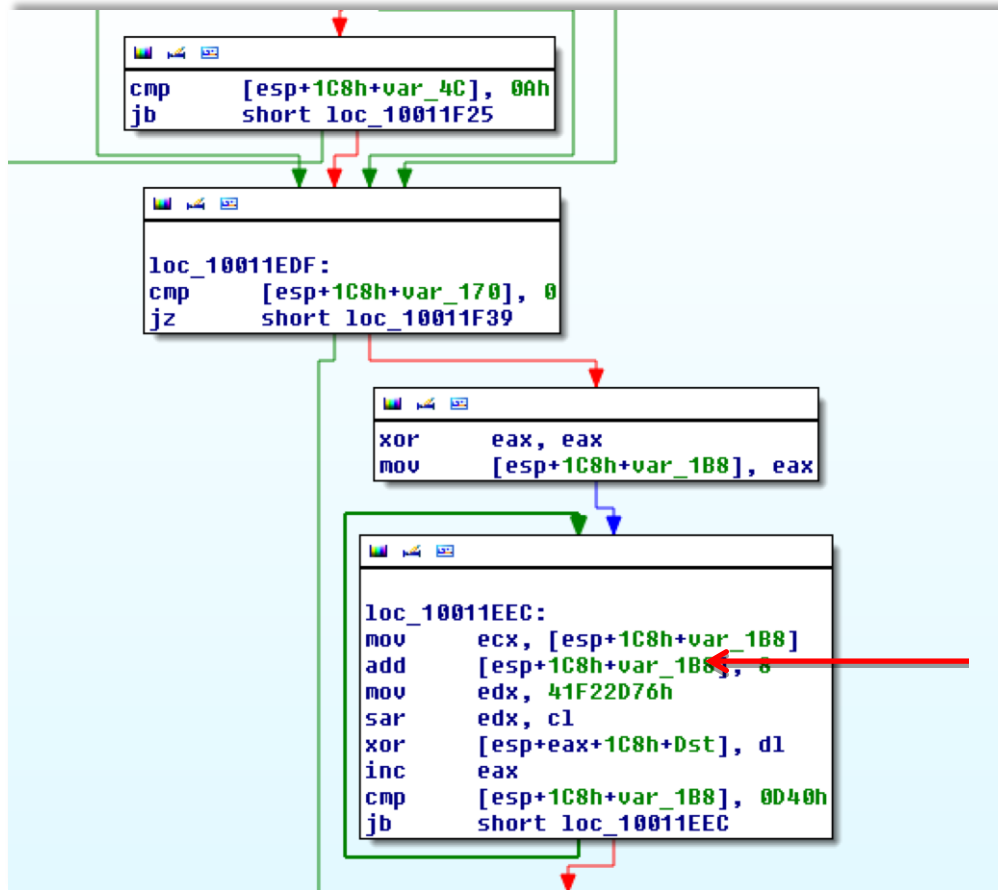 cmp [esp+1C8h+var_4C], 0Ah
jb short loc_10011F25
loc_10011EDF:
cmp [esp+1C8h+var_170], 0
jz short loc_10011F39
xor eax, eax
mov [esp+1C8h+var_1B8], eax
loc_10011EEC:
mov ecx, [esp+1C8h+var_1B8]
add [esp+1C8h+var_1B8], 8
mov edx, 41F22D76h
sar edx, cl
xor [esp+eax+1C8h+Dst], dl
inc eax
cmp [esp+1C8h+var_1B8], 0D40h
jb short loc_10011EEC